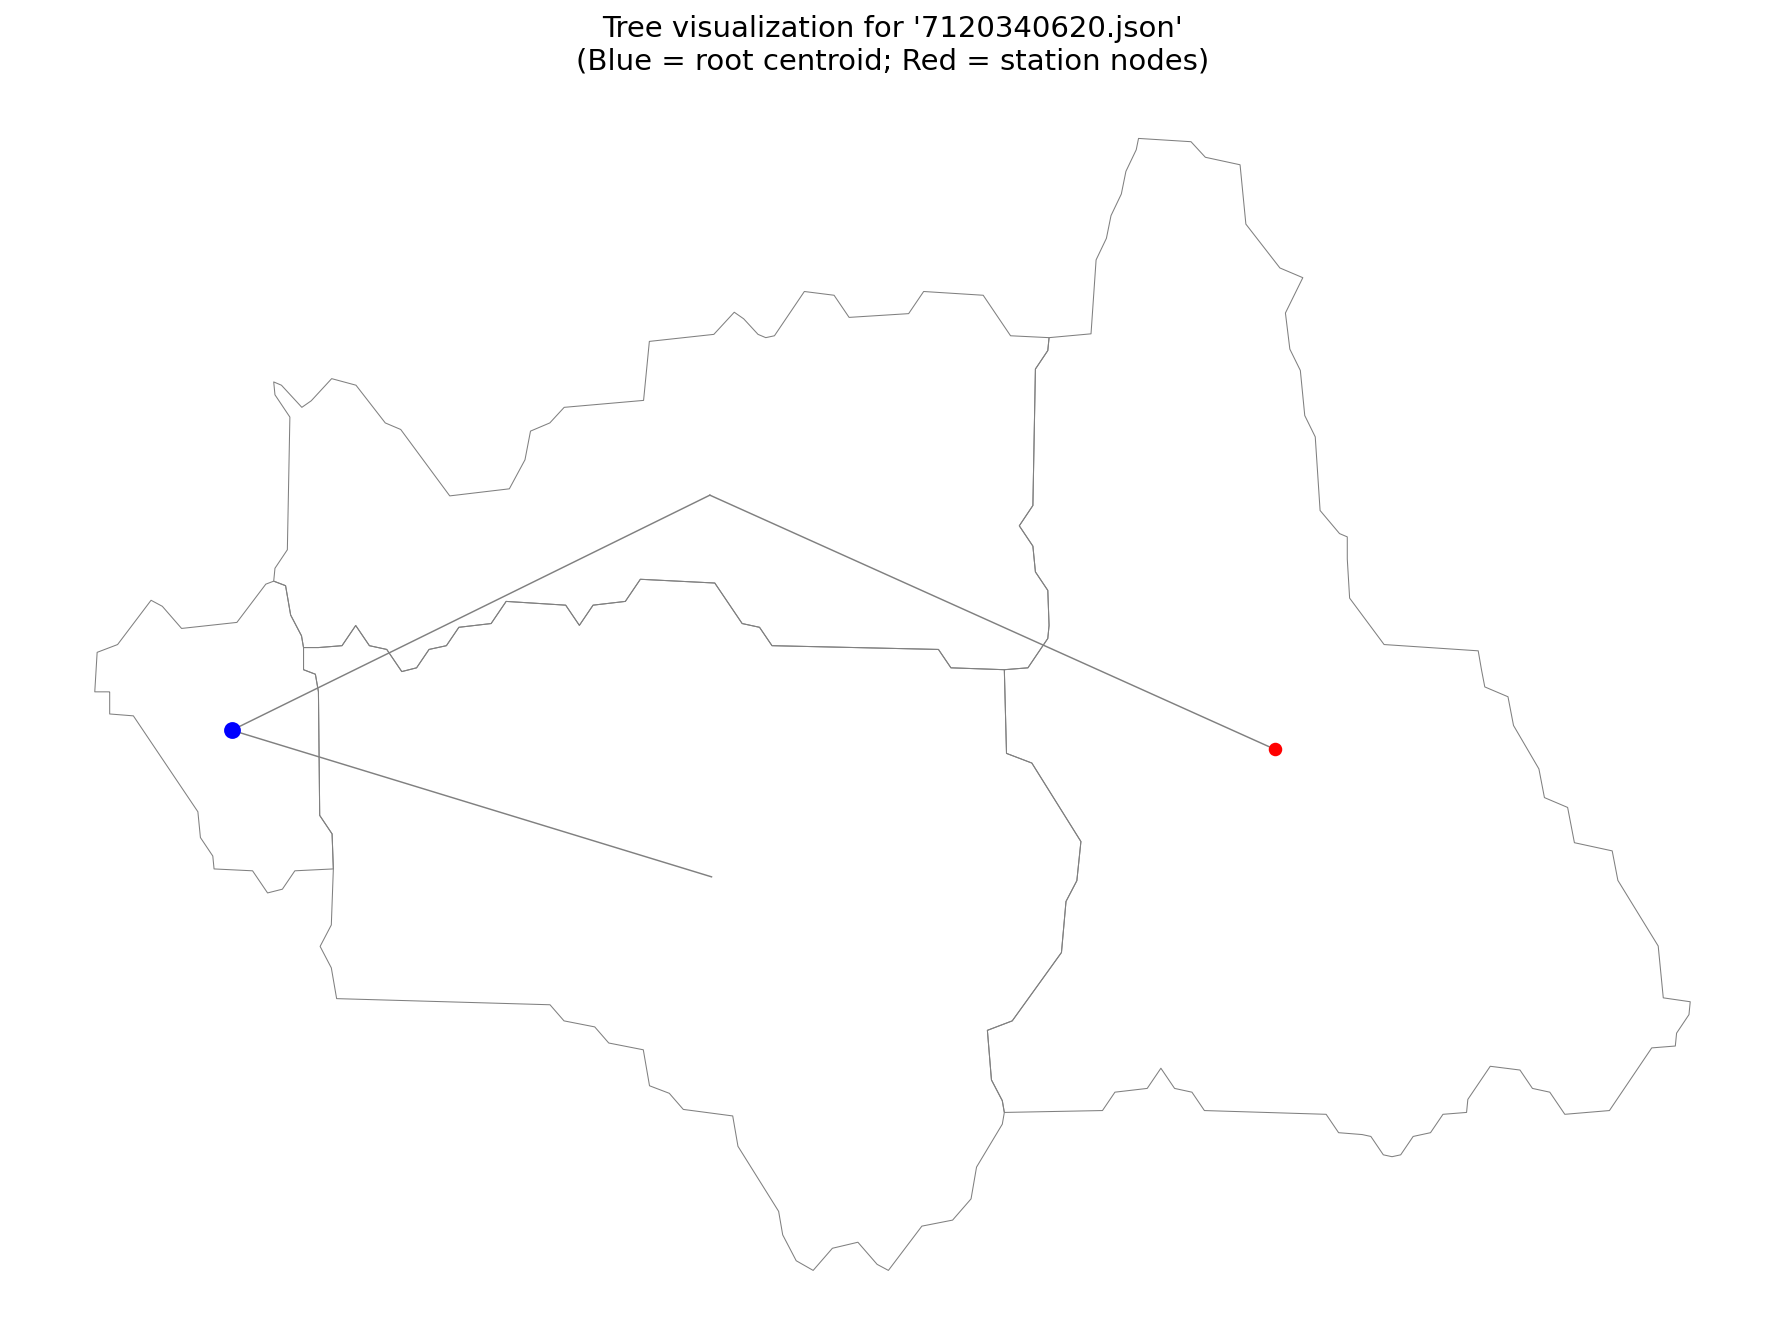 Tree visualization for '7120340620.json'
(Blue = root centroid; Red = station nodes)